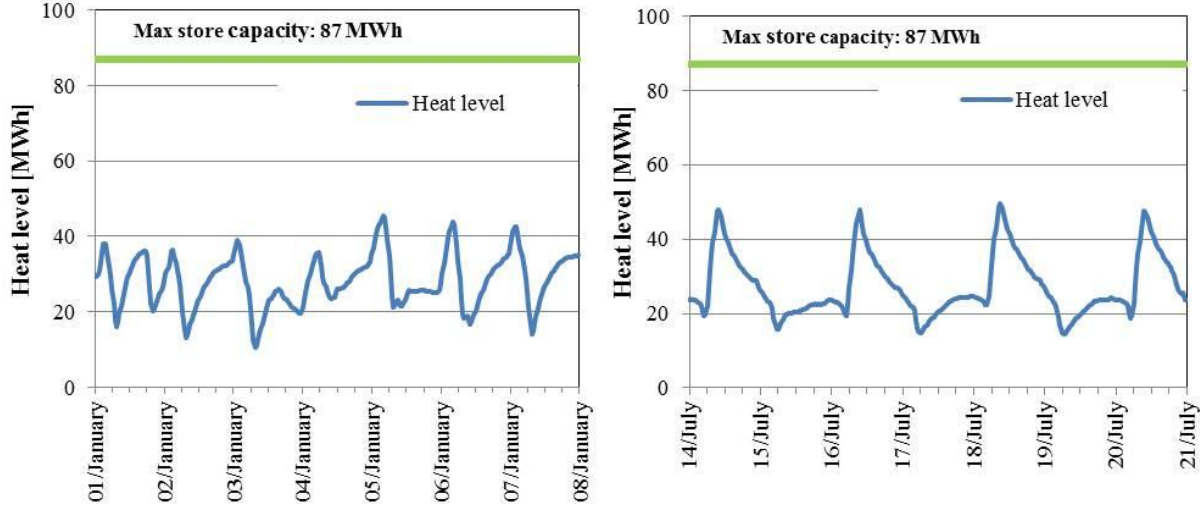 Max store capacity: 87 MWh
Heat level
Heat level [MWh]
100
80
60
40
20
0
01/January
02/January
03/January
04/January
05/January
06/January
07/January
08/January
Max store capacity: 87 MWh
Heat level
Heat level [MWh]
100
80
60
40
20
0
14/July
15/July
16/July
17/July
18/July
19/July
20/July
21/July